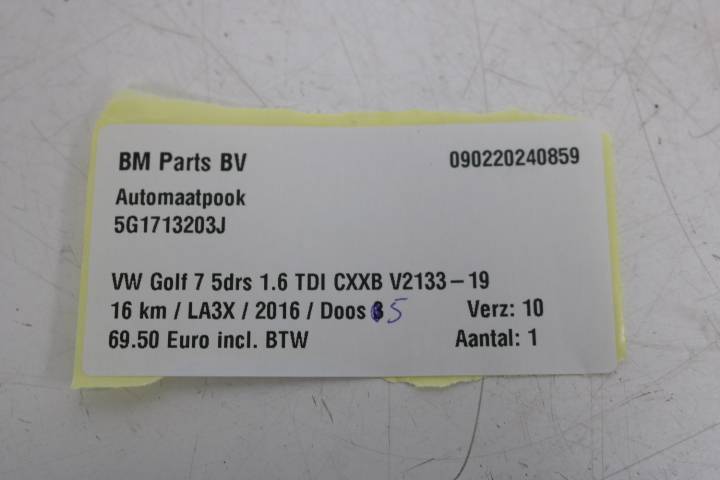 BM Parts BV 090220240859
Automaatpook
5G1713203J
VW Golf 7 5drs 1.6 TDI CXXB V2133-19
16 km / LA3X / 2016 / Doos 5 Verz: 10
69.50 Euro incl. BTW Aantal: 1